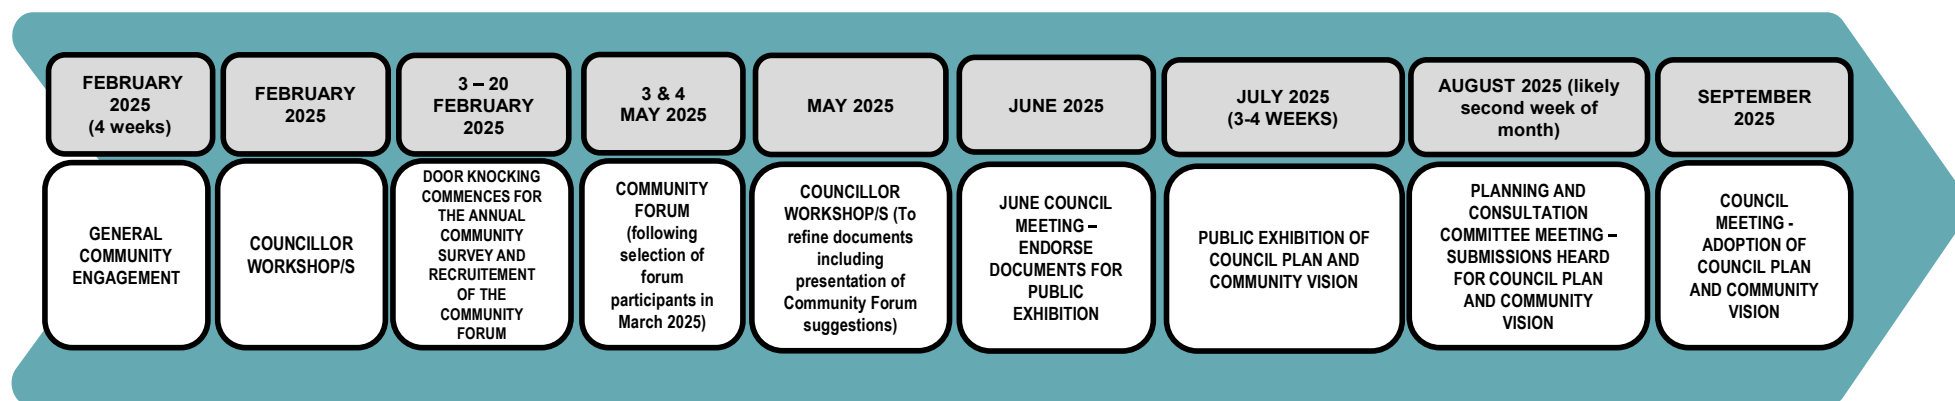 FEBRUARY
2025
(4 weeks)
GENERAL
COMMUNITY
ENGAGEMENT
FEBRUARY
2025
COUNCILLOR
WORKSHOP/S
3 – 20
FEBRUARY
2025
DOOR KNOCKING
COMMENCES FOR
THE ANNUAL
COMMUNITY
SURVEY AND
RECRUITEMENT
OF THE
COMMUNITY
FORUM
3 & 4
MAY 2025
COMMUNITY
FORUM
(following
selection of
forum
participants in
March 2025)
MAY 2025
COUNCILLOR
WORKSHOP/S (To
refine documents
including
presentation of
Community Forum
suggestions)
JUNE 2025
JUNE COUNCIL
MEETING –
ENDORSE
DOCUMENTS FOR
PUBLIC
EXHIBITION
JULY 2025
(3-4 WEEKS)
PUBLIC EXHIBITION OF
COUNCIL PLAN AND
COMMUNITY VISION
AUGUST 2025 (likely
second week of
month)
PLANNING AND
CONSULTATION
COMMITTEE MEETING –
SUBMISSIONS HEARD
FOR COUNCIL PLAN
AND COMMUNITY
VISION
SEPTEMBER
2025
COUNCIL
MEETING -
ADOPTION OF
COUNCIL PLAN
AND COMMUNITY
VISION